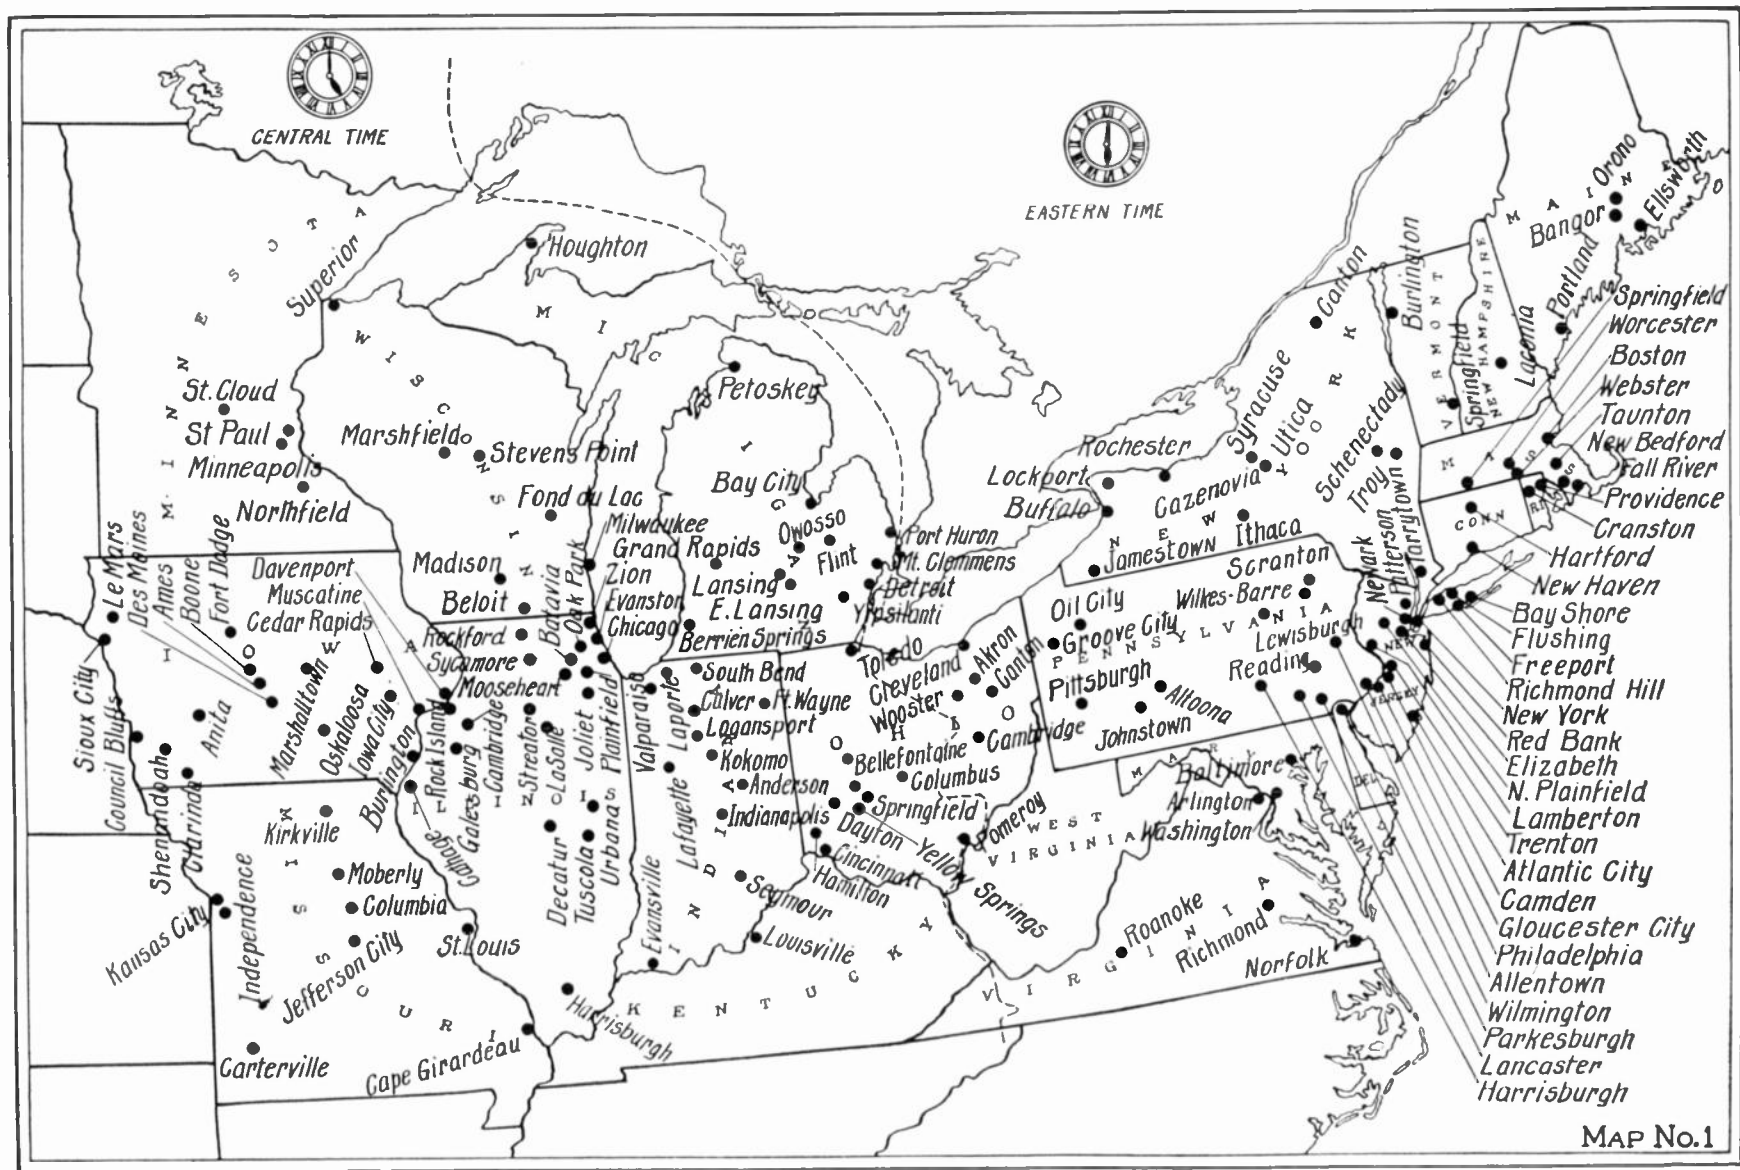 CENTRAL TIME
EASTERN TIME
MINNESOTA
Superior
St. Cloud
St Paul
Minneapolis
Northfield
Houghton
WISCONSIN
Marshfield
Stevens Point
Fond du Lac
Milwaukee
Madison
Beloit
MICHIGAN
Petoskey
Bay City
Owosso
Flint
Grand Rapids
Lansing
E. Lansing
Berrien Springs
Port Huron
Mt. Clemmens
Detroit
Ypsilanti
IOWA
Le Mars
Des Moines
Ames
Boone
Fort Dadge
Davenport
Muscatine
Cedar Rapids
Sioux City
Council Bluffs
Shenandoah
Clarinda
Anita
Marshalltown
Oskaloosa
Iowa City
Burlington
ILLINOIS
Zion
Evanston
Chicago
Oak Park
Batavia
Rockford
Sycamore
Mooseheart
Rock Island
Galesburg
Cambridge
Carthage
Streator
LaSalle
Joliet
Plainfield
Decatur
Tuscola
Urbana
Harrisburgh
MISSOURI
Kirkville
Moberly
Columbia
Jefferson City
St. Louis
Kansas City
Independence
Carterville
Cape Girardeau
INDIANA
Valparaiso
Laporte
South Bend
Culver
Ft. Wayne
Logansport
Kokomo
Anderson
Indianapolis
Lafayette
Seymour
Evansville
KENTUCKY
Louisville
OHIO
Toledo
Cleveland
Akron
Canton
Wooster
Bellefontaine
Cambridge
Columbus
Springfield
Dayton
Yellow Springs
Cincinnati
Hamilton
Pomeroy
WEST
VIRGINIA
VIRGINIA
Roanoke
Richmond
Norfolk
MAR
Baltimore
Arlington
Washington
DEL
PENNSYLVANIA
Oil City
Groove City
Pittsburgh
Johnstown
Altoona
Scranton
Wilkes-Barre
Lewisburgh
Reading
NEW YORK
Rochester
Lockport
Buffalo
Jamestown
Ithaca
Cazenovia
Syracuse
Utica
Canton
Schenectady
Troy
Tarrytown
Patterson
Newark
NEW
JERSEY
VERMONT
Burlington
Springfield
NEW HAMPSHIRE
Laconia
MAINE
Orono
Bangor
Ellsworth
Portland
MASS
CONN
RI
Springfield
Worcester
Boston
Webster
Taunton
New Bedford
Fall River
Providence
Cranston
Hartford
New Haven
Bay Shore
Flushing
Freeport
Richmond Hill
New York
Red Bank
Elizabeth
N. Plainfield
Lamberton
Trenton
Atlantic City
Camden
Gloucester City
Philadelphia
Allentown
Wilmington
Parkesburgh
Lancaster
Harrisburgh
MAP NO.1